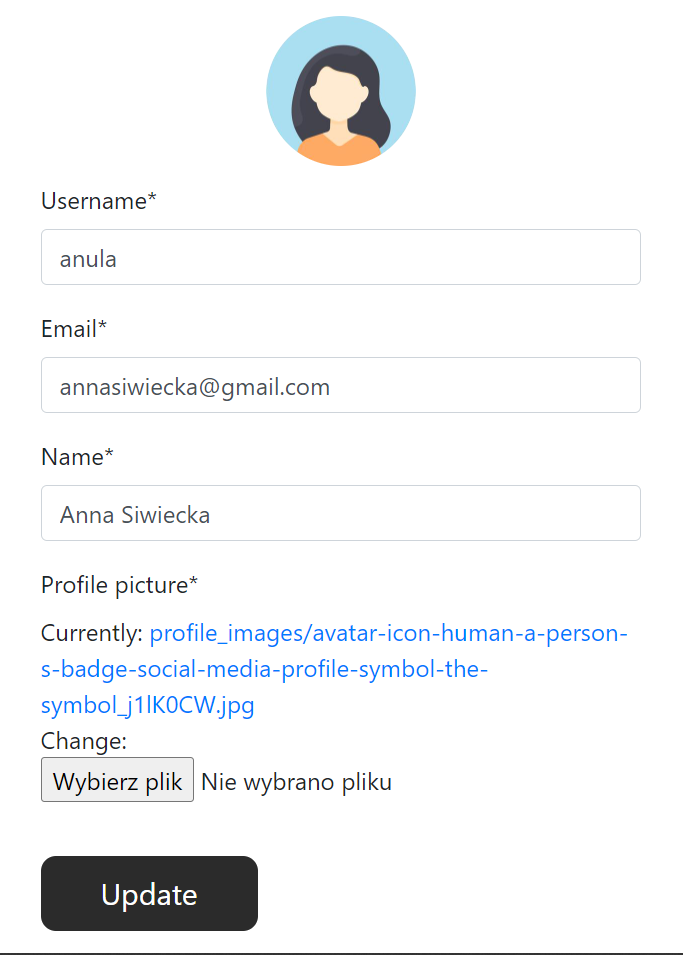 Username*
anula
Email*
annasiwiecka@gmail.com
Name*
Anna Siwiecka
Profile picture*
Currently: profile_images/avatar-icon-human-a-person-
s-badge-social-media-profile-symbol-the-
symbol_j1lK0CW.jpg
Change:
Wybierz plik Nie wybrano pliku
Update